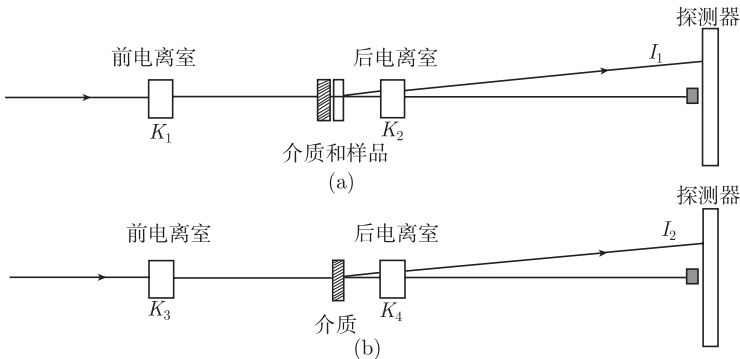 探测器
前电离室
后电离室
I1
K1
K2
介质和样品
(a)
探测器
前电离室
后电离室
I2
K3
K4
介质
(b)